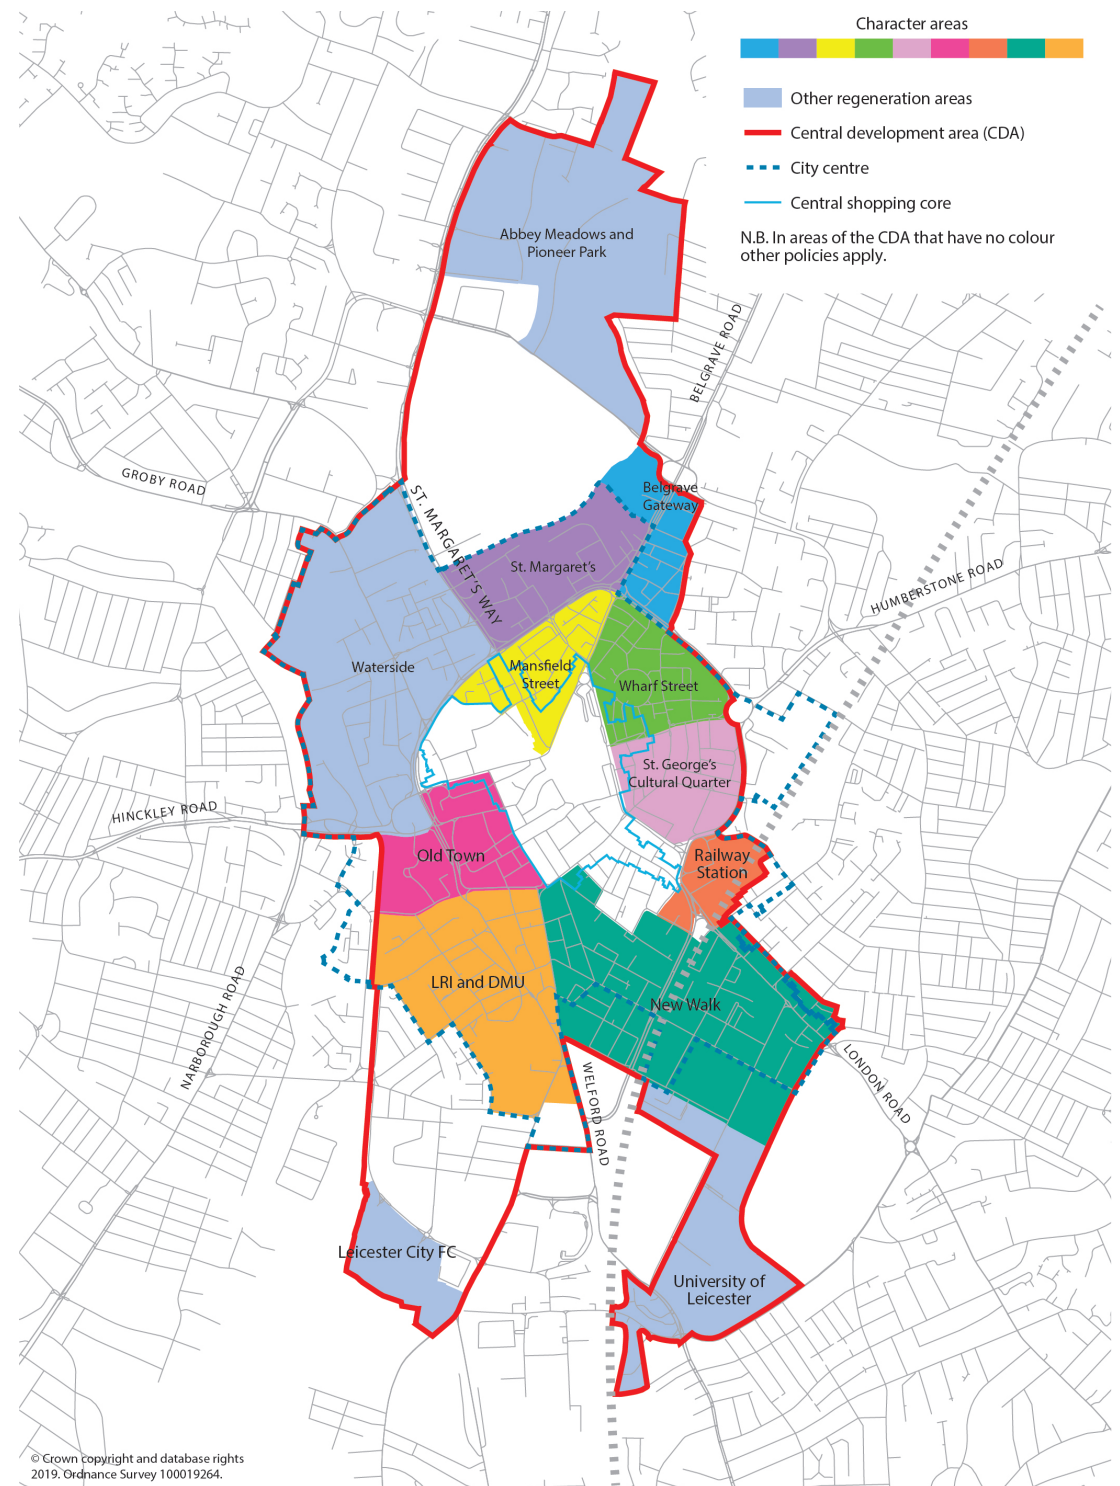 Character areas
Other regeneration areas
Central development area (CDA)
City centre
Central shopping core
N.B. In areas of the CDA that have no colour
other policies apply.
Abbey Meadows and
Pioneer Park
BELGRAVE ROAD
GROBY ROAD
ST. MARGARET'S WAY
Belgrave
Gateway
St. Margaret's
HUMBERSTONE ROAD
Waterside
Mansfield
Street
Wharf Street
St. George's
Cultural Quarter
HINCKLEY ROAD
Old Town
Railway
Station
LRI and DMU
New Walk
NARBOROUGH ROAD
WELFORD ROAD
LONDON ROAD
Leicester City FC
University of
Leicester
© Crown copyright and database rights
2019. Ordnance Survey 100019264.